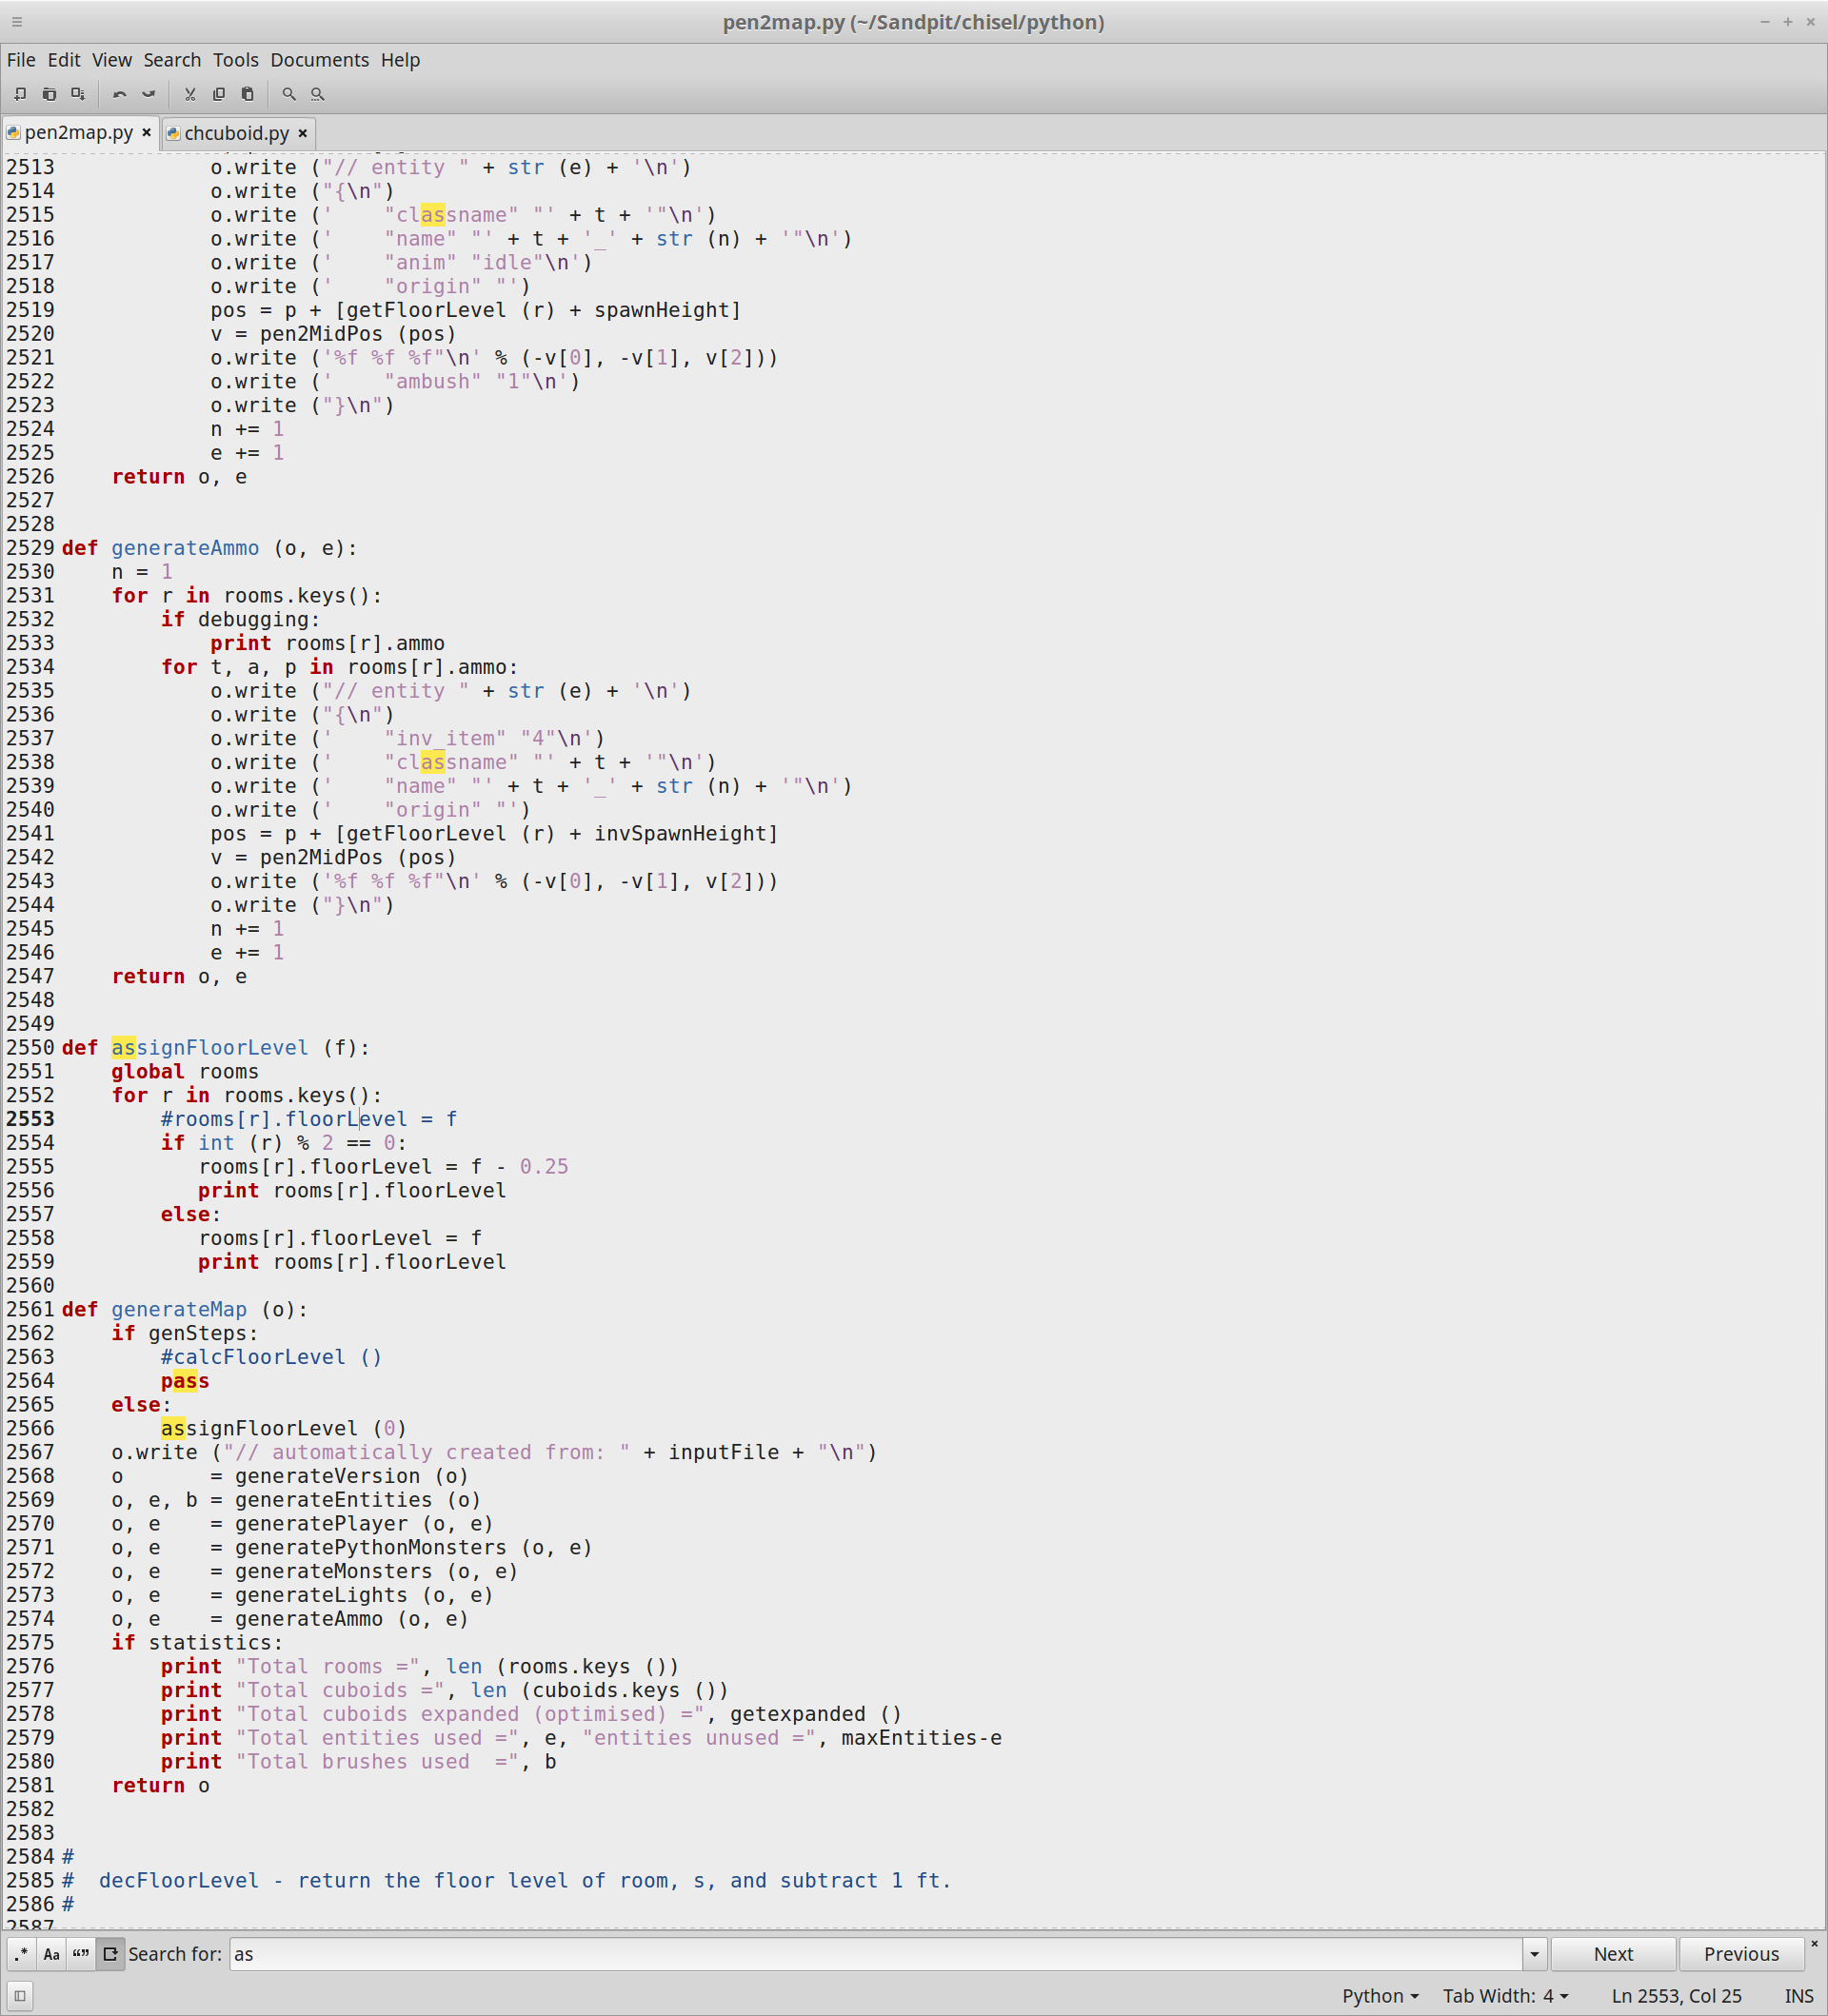 pen2map.py (~/Sandpit/chisel/python)
File Edit View Search Tools Documents Help
pen2map.py × chcuboid.py ×
2513             o.write ("// entity " + str (e) + '\n')
2514             o.write ("{\n")
2515             o.write ('    "classname" "' + t + '"\n')
2516             o.write ('    "name" "' + t + '_' + str (n) + '"\n')
2517             o.write ('    "anim" "idle"\n')
2518             o.write ('    "origin" "')
2519             pos = p + [getFloorLevel (r) + spawnHeight]
2520             v = pen2MidPos (pos)
2521             o.write ('%f %f %f"\n' % (-v[0], -v[1], v[2]))
2522             o.write ('    "ambush" "1"\n')
2523             o.write ("}\n")
2524             n += 1
2525             e += 1
2526     return o, e
2527
2528
2529 def generateAmmo (o, e):
2530     n = 1
2531     for r in rooms.keys():
2532         if debugging:
2533             print rooms[r].ammo
2534         for t, a, p in rooms[r].ammo:
2535             o.write ("// entity " + str (e) + '\n')
2536             o.write ("{\n")
2537             o.write ('    "inv_item" "4"\n')
2538             o.write ('    "classname" "' + t + '"\n')
2539             o.write ('    "name" "' + t + '_' + str (n) + '"\n')
2540             o.write ('    "origin" "')
2541             pos = p + [getFloorLevel (r) + invSpawnHeight]
2542             v = pen2MidPos (pos)
2543             o.write ('%f %f %f"\n' % (-v[0], -v[1], v[2]))
2544             o.write ("}\n")
2545             n += 1
2546             e += 1
2547     return o, e
2548
2549
2550 def assignFloorLevel (f):
2551     global rooms
2552     for r in rooms.keys():
2553         #rooms[r].floorLevel = f
2554         if int (r) % 2 == 0:
2555            rooms[r].floorLevel = f - 0.25
2556            print rooms[r].floorLevel
2557         else:
2558            rooms[r].floorLevel = f
2559            print rooms[r].floorLevel
2560
2561 def generateMap (o):
2562     if genSteps:
2563         #calcFloorLevel ()
2564         pass
2565     else:
2566         assignFloorLevel (0)
2567     o.write ("// automatically created from: " + inputFile + "\n")
2568     o       = generateVersion (o)
2569     o, e, b = generateEntities (o)
2570     o, e    = generatePlayer (o, e)
2571     o, e    = generatePythonMonsters (o, e)
2572     o, e    = generateMonsters (o, e)
2573     o, e    = generateLights (o, e)
2574     o, e    = generateAmmo (o, e)
2575     if statistics:
2576         print "Total rooms =", len (rooms.keys ())
2577         print "Total cuboids =", len (cuboids.keys ())
2578         print "Total cuboids expanded (optimised) =", getexpanded ()
2579         print "Total entities used =", e, "entities unused =", maxEntities-e
2580         print "Total brushes used  =", b
2581     return o
2582
2583
2584 #
2585 #  decFloorLevel - return the floor level of room, s, and subtract 1 ft.
2586 #
2587
.* Aa “” Search for: as Next Previous ×
Python Tab Width: 4 Ln 2553, Col 25 INS